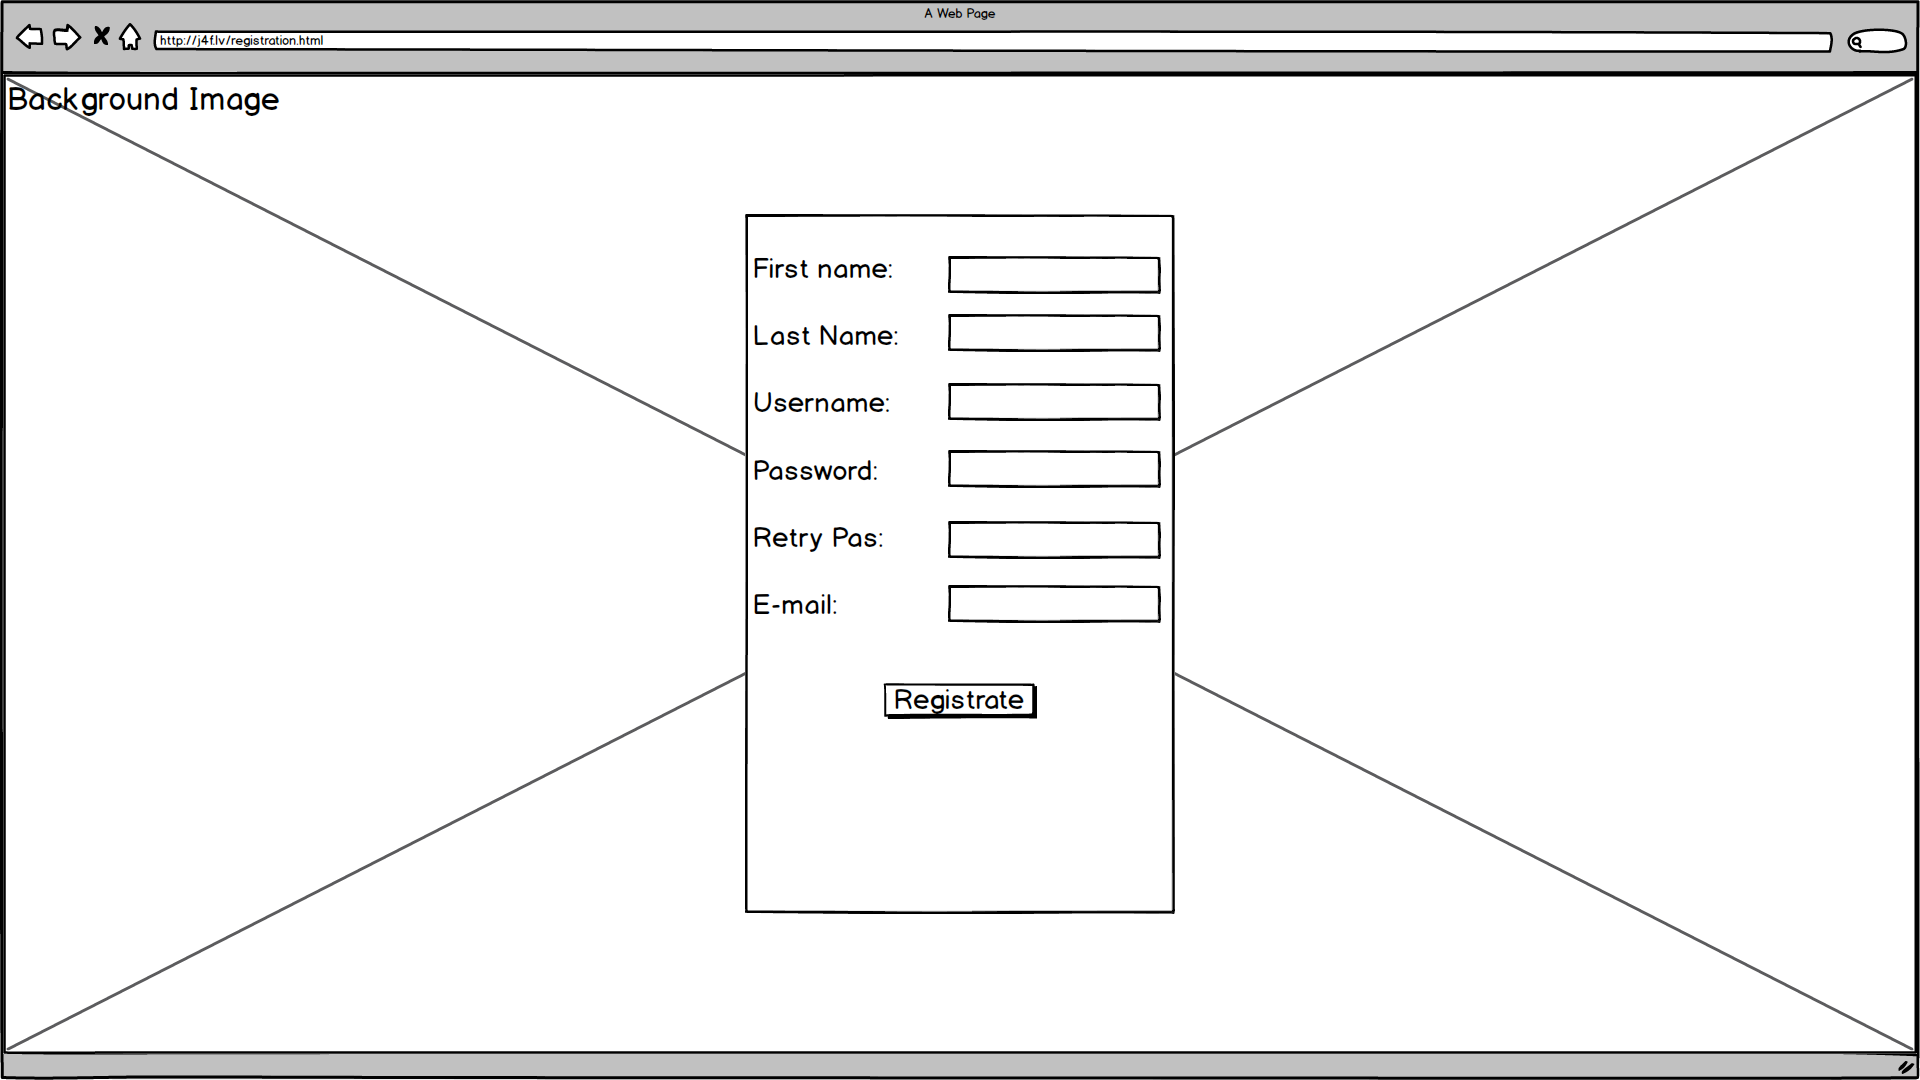 A Web Page
http://j4f.lv/registration.html
Background Image
First name:
Last Name:
Username:
Password:
Retry Pas:
E-mail:
Registrate